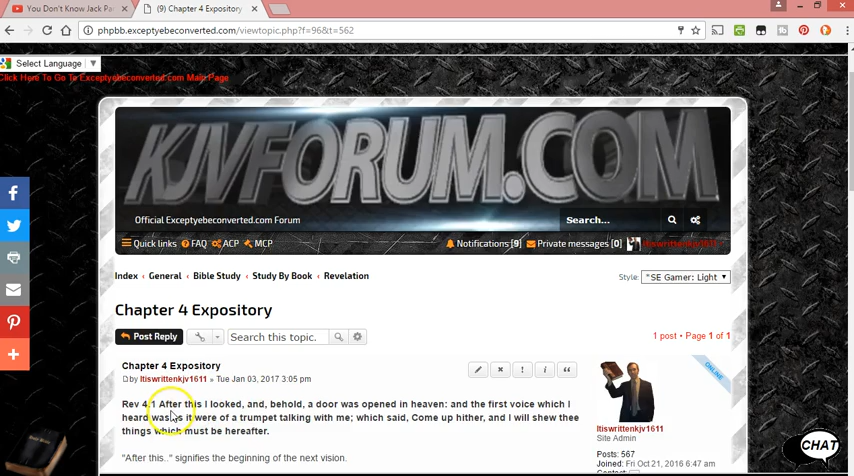 You Don't Know Jack Pa
(9) Chapter 4 Expository
phpbb.exceptyebeconverted.com/viewtopic.php?f=96&t=562
Select Language ▼
Click Here To Go To Exceptyebeconverted.com Main Page
KJVFORUM.COM
Official Exceptyebeconverted.com Forum
Search...
Quick links FAQ ACP MCP
Notifications [9] Private messages [0] Itiswrittenkjv1611
Index ‹ General ‹ Bible Study ‹ Study By Book ‹ Revelation
Style: "SE Gamer: Light"
Chapter 4 Expository
Post Reply
Search this topic.
1 post • Page 1 of 1
Chapter 4 Expository
by Itiswrittenkjv1611 » Tue Jan 03, 2017 3:05 pm
ONLINE
Rev 4:1 After this I looked, and, behold, a door was opened in heaven: and the first voice which I
heard was as it were of a trumpet talking with me; which said, Come up hither, and I will shew thee
things which must be hereafter.
"After this.." signifies the beginning of the next vision.
Itiswrittenkjv1611
Site Admin
Posts: 567
Joined: Fri Oct 21, 2016 6:47 am
CHAT